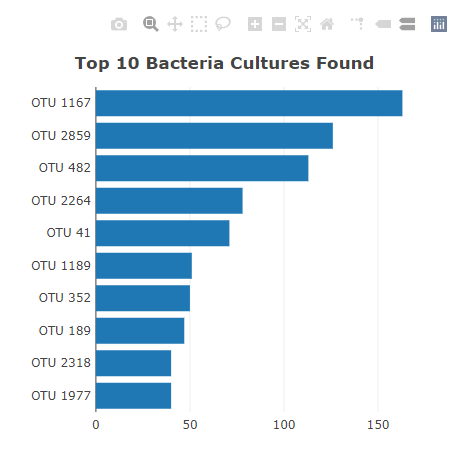 Top 10 Bacteria Cultures Found
OTU 1167
OTU 2859
OTU 482
OTU 2264
OTU 41
OTU 1189
OTU 352
OTU 189
OTU 2318
OTU 1977
0 50 100 150